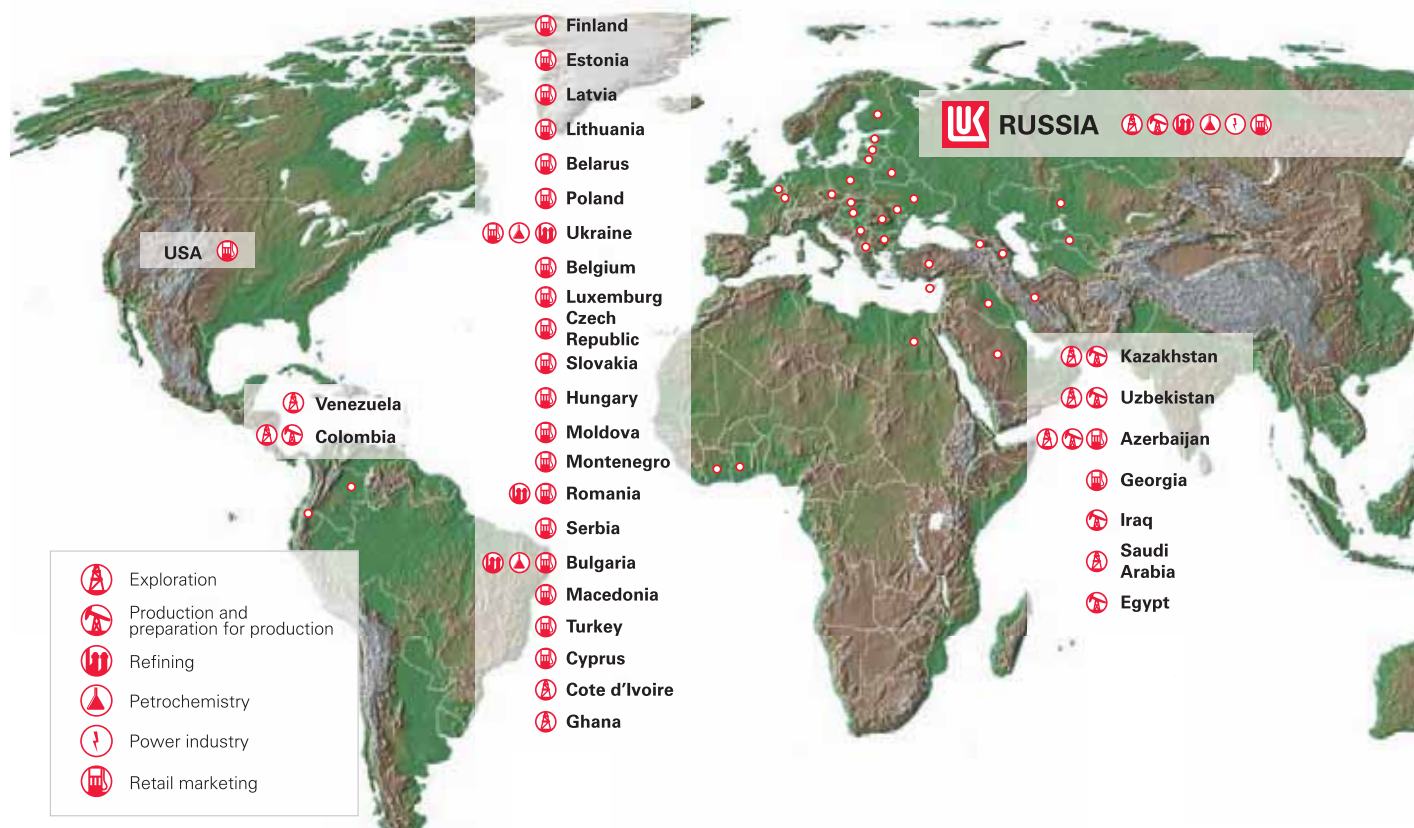 Finland
Estonia
Latvia
Lithuania
Belarus
Poland
Ukraine
Belgium
Luxemburg
Czech
Republic
Slovakia
Hungary
Moldova
Montenegro
Romania
Serbia
Bulgaria
Macedonia
Turkey
Cyprus
Cote d’Ivoire
Ghana
LUK RUSSIA
USA
Venezuela
Colombia
Kazakhstan
Uzbekistan
Azerbaijan
Georgia
Iraq
Saudi
Arabia
Egypt
Exploration
Production and
preparation for production
Refining
Petrochemistry
Power industry
Retail marketing